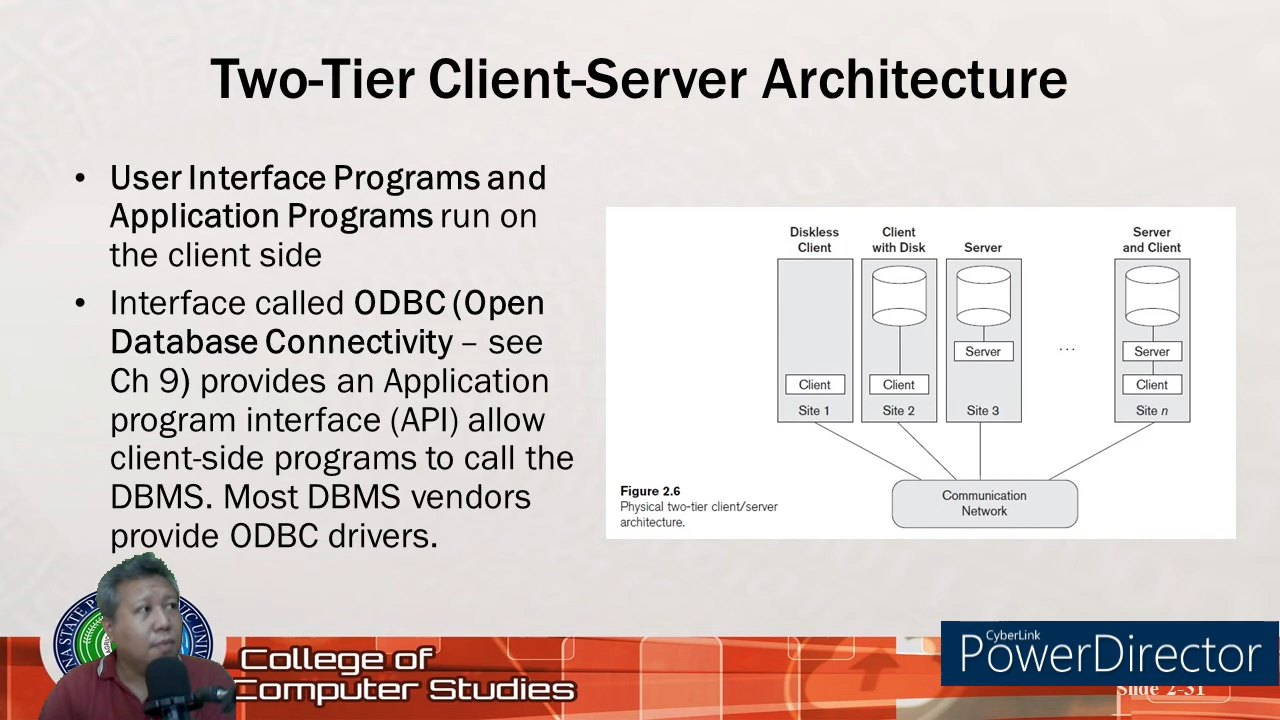 Two-Tier Client-Server Architecture
• User Interface Programs and
Application Programs run on
the client side
• Interface called ODBC (Open
Database Connectivity – see
Ch 9) provides an Application
program interface (API) allow
client-side programs to call the
DBMS. Most DBMS vendors
provide ODBC drivers.
Diskless
Client
Client
with Disk
Server
Server
and Client
Server
. . .
Server
Client
Client
Client
Site 1
Site 2
Site 3
Site n
Communication
Network
Figure 2.6
Physical two-tier client/server
architecture.
College of
Computer Studies
CyberLink
PowerDirector
Slide 2-31